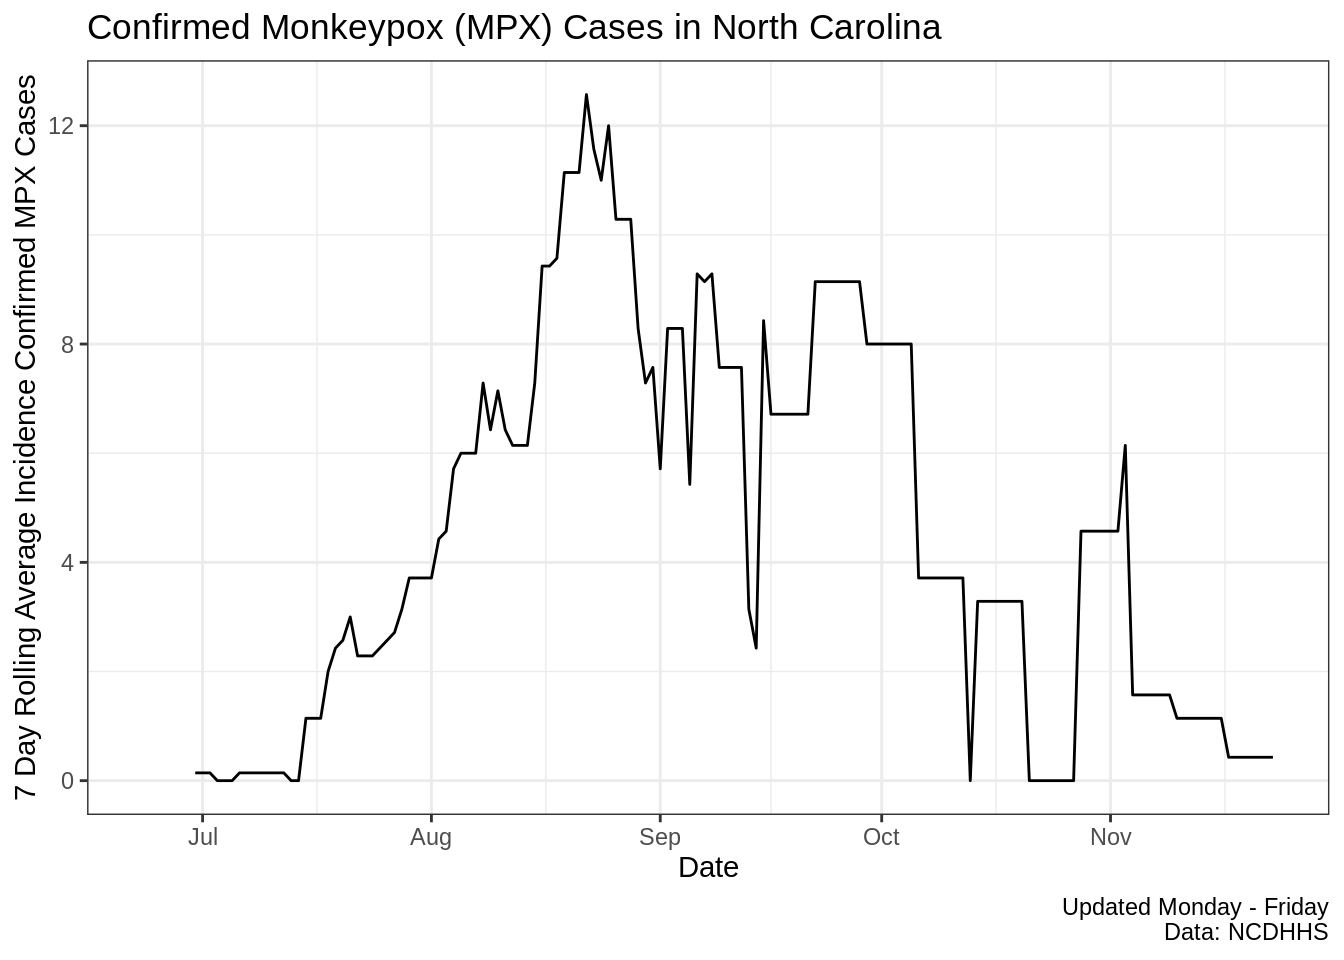 Confirmed Monkeypox (MPX) Cases in North Carolina
7 Day Rolling Average Incidence Confirmed MPX Cases
12
8
4
0
Jul Aug Sep Oct Nov
Date
Updated Monday - Friday
Data: NCDHHS